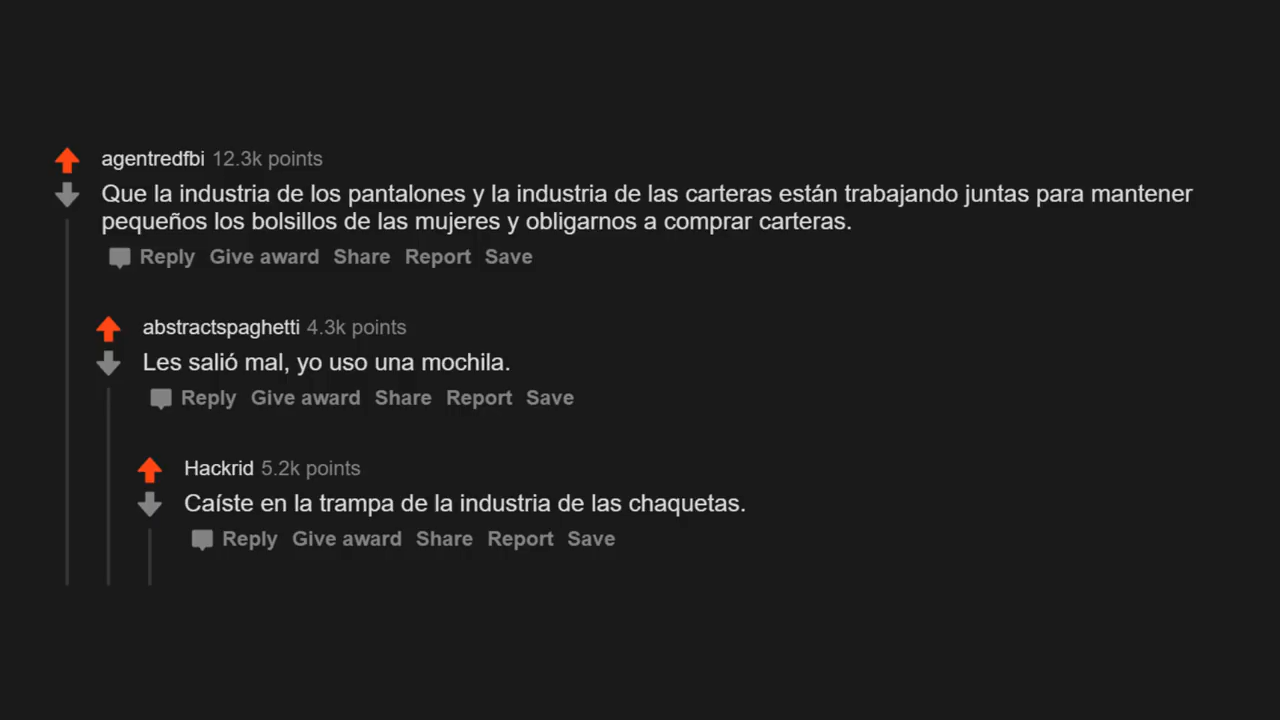 agentredfbi 12.3k points
Que la industria de los pantalones y la industria de las carteras están trabajando juntas para mantener
pequeños los bolsillos de las mujeres y obligarnos a comprar carteras.
Reply Give award Share Report Save
abstractspaghetti 4.3k points
Les salió mal, yo uso una mochila.
Reply Give award Share Report Save
Hackrid 5.2k points
Caíste en la trampa de la industria de las chaquetas.
Reply Give award Share Report Save